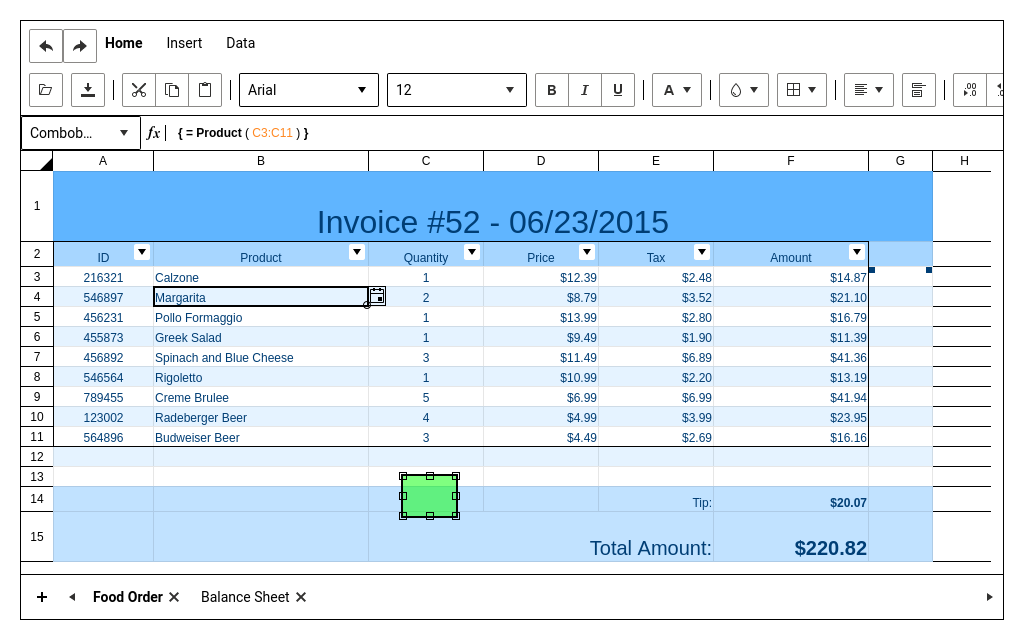 Home Insert Data
Arial 12 B I U A .00 →.0 .0
Combob... fx { = Product ( C3:C11 ) }
A B C D E F G H
1 Invoice #52 - 06/23/2015
2 ID Product Quantity Price Tax Amount
3 216321 Calzone 1 $12.39 $2.48 $14.87
4 546897 Margarita 2 $8.79 $3.52 $21.10
5 456231 Pollo Formaggio 1 $13.99 $2.80 $16.79
6 455873 Greek Salad 1 $9.49 $1.90 $11.39
7 456892 Spinach and Blue Cheese 3 $11.49 $6.89 $41.36
8 546564 Rigoletto 1 $10.99 $2.20 $13.19
9 789455 Creme Brulee 5 $6.99 $6.99 $41.94
10 123002 Radeberger Beer 4 $4.99 $3.99 $23.95
11 564896 Budweiser Beer 3 $4.49 $2.69 $16.16
12
13
14 Tip: $20.07
15 Total Amount: $220.82
+ Food Order Balance Sheet